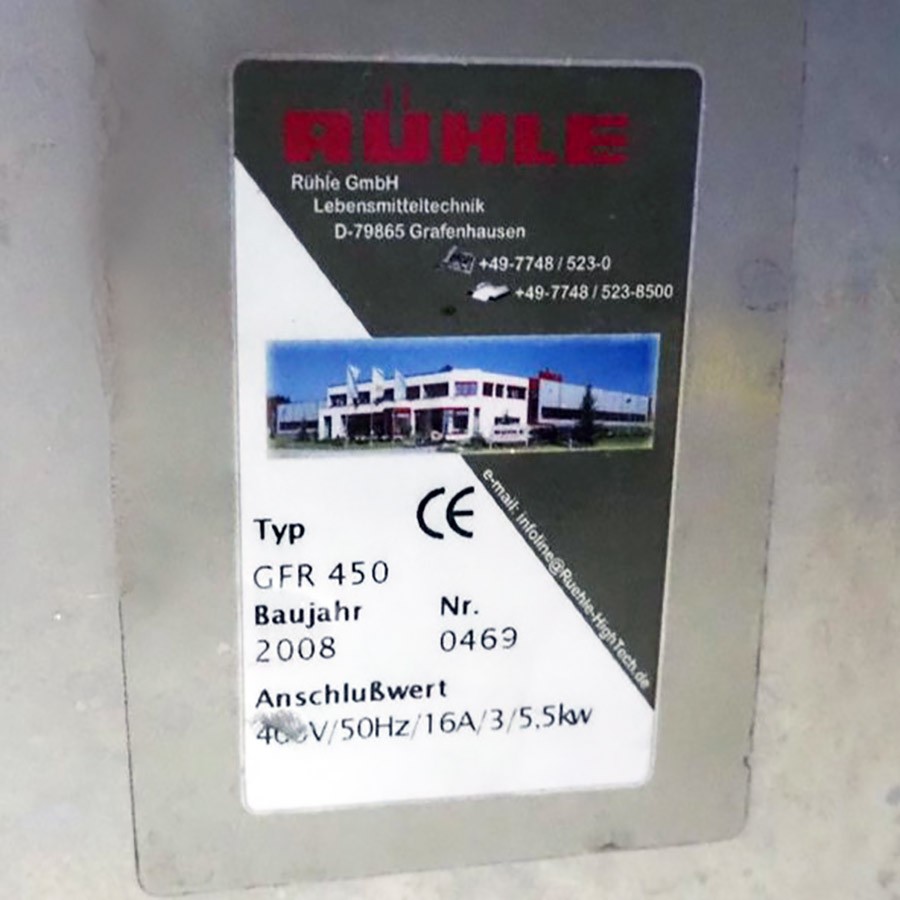 RÜHLE
Rühle GmbH
Lebensmitteltechnik
D-79865 Grafenhausen
+49-7748 / 523-0
+49-7748 / 523-8500
RÜHLE
e-mail: infoline@Ruehle-HighTech.de
CE
Typ
GFR 450
Baujahr Nr.
2008 0469
Anschlußwert
V/50Hz/16A/3/5,5kw